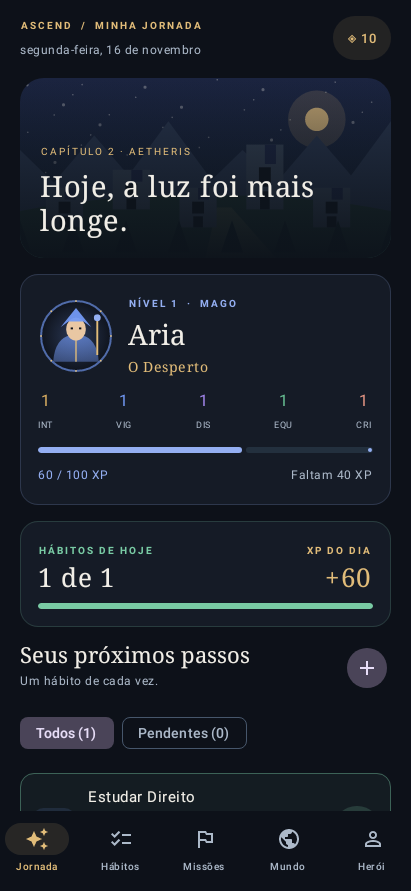 ASCEND / MINHA JORNADA
segunda-feira, 16 de novembro
10
CAPÍTULO 2 · AETHERIS
Hoje, a luz foi mais
longe.
NÍVEL 1 · MAGO
Aria
O Desperto
1 1 1 1 1
INT VIG DIS EQU CRI
60 / 100 XP Faltam 40 XP
HÁBITOS DE HOJE XP DO DIA
1 de 1 +60
Seus próximos passos
Um hábito de cada vez.
Todos (1) Pendentes (0)
Estudar Direito
Jornada Hábitos Missões Mundo Herói